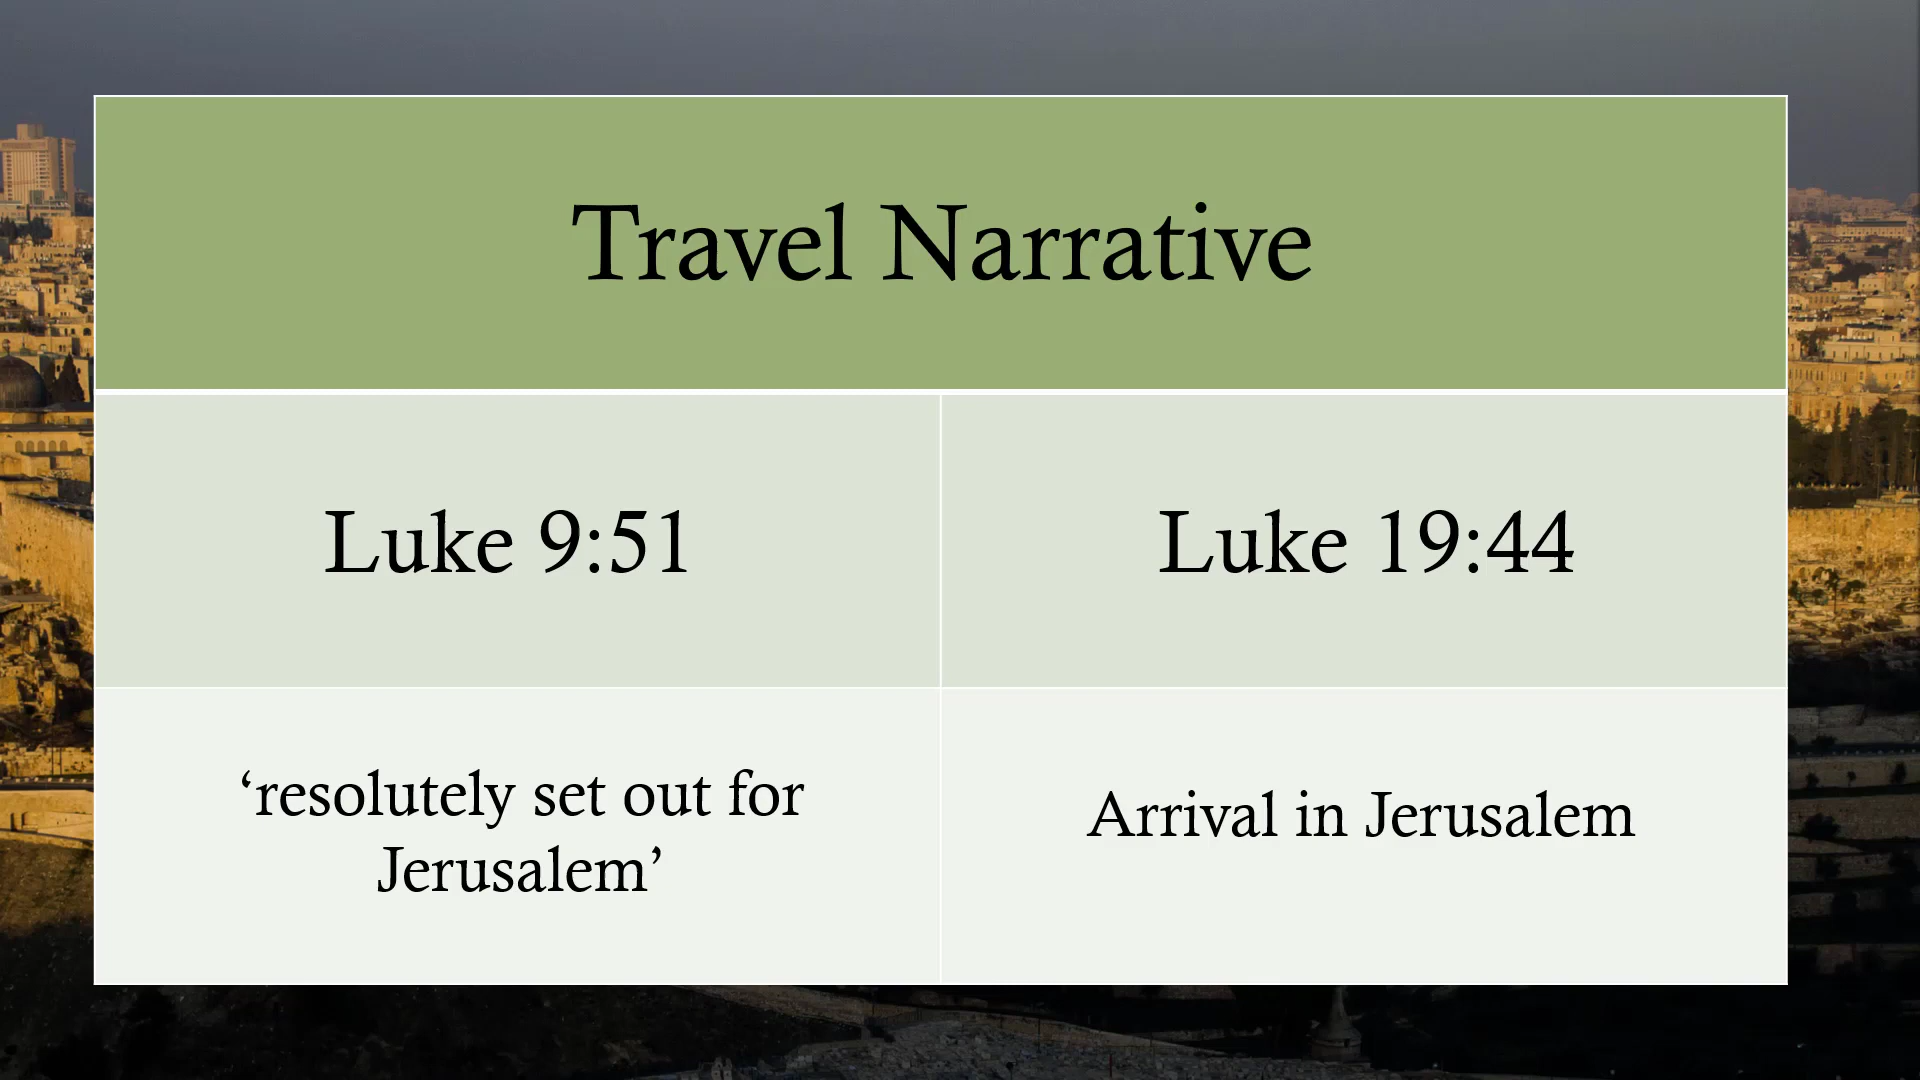 Travel Narrative
Luke 9:51
Luke 19:44
‘resolutely set out for
Jerusalem’
Arrival in Jerusalem